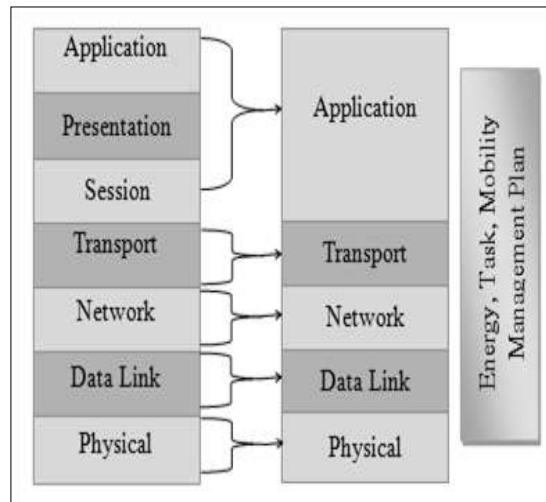 Application
Presentation
Session
Transport
Network
Data Link
Physical
Application
Transport
Network
Data Link
Physical
Energy, Task, Mobility
Management Plan